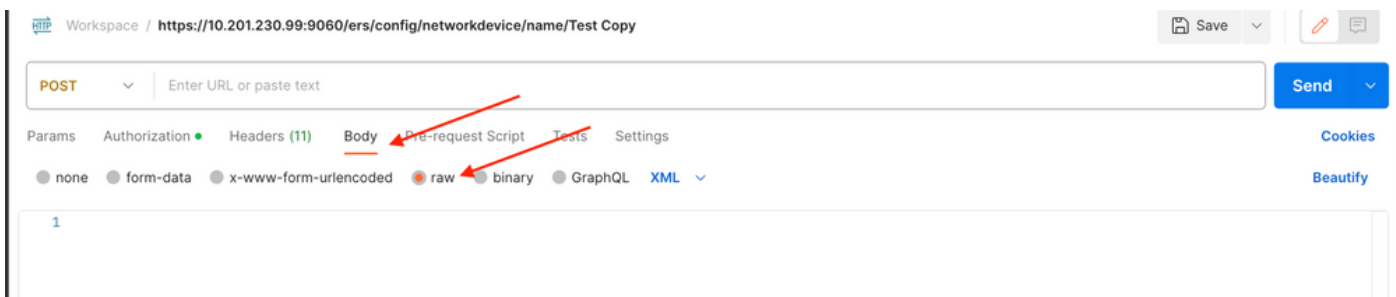 HTTP Workspace / https://10.201.230.99:9060/ers/config/networkdevice/name/Test Copy Save
POST Enter URL or paste text Send
Params Authorization Headers (11) Body Pre-request Script Tests Settings Cookies
none form-data x-www-form-urlencoded raw binary GraphQL XML Beautify
1